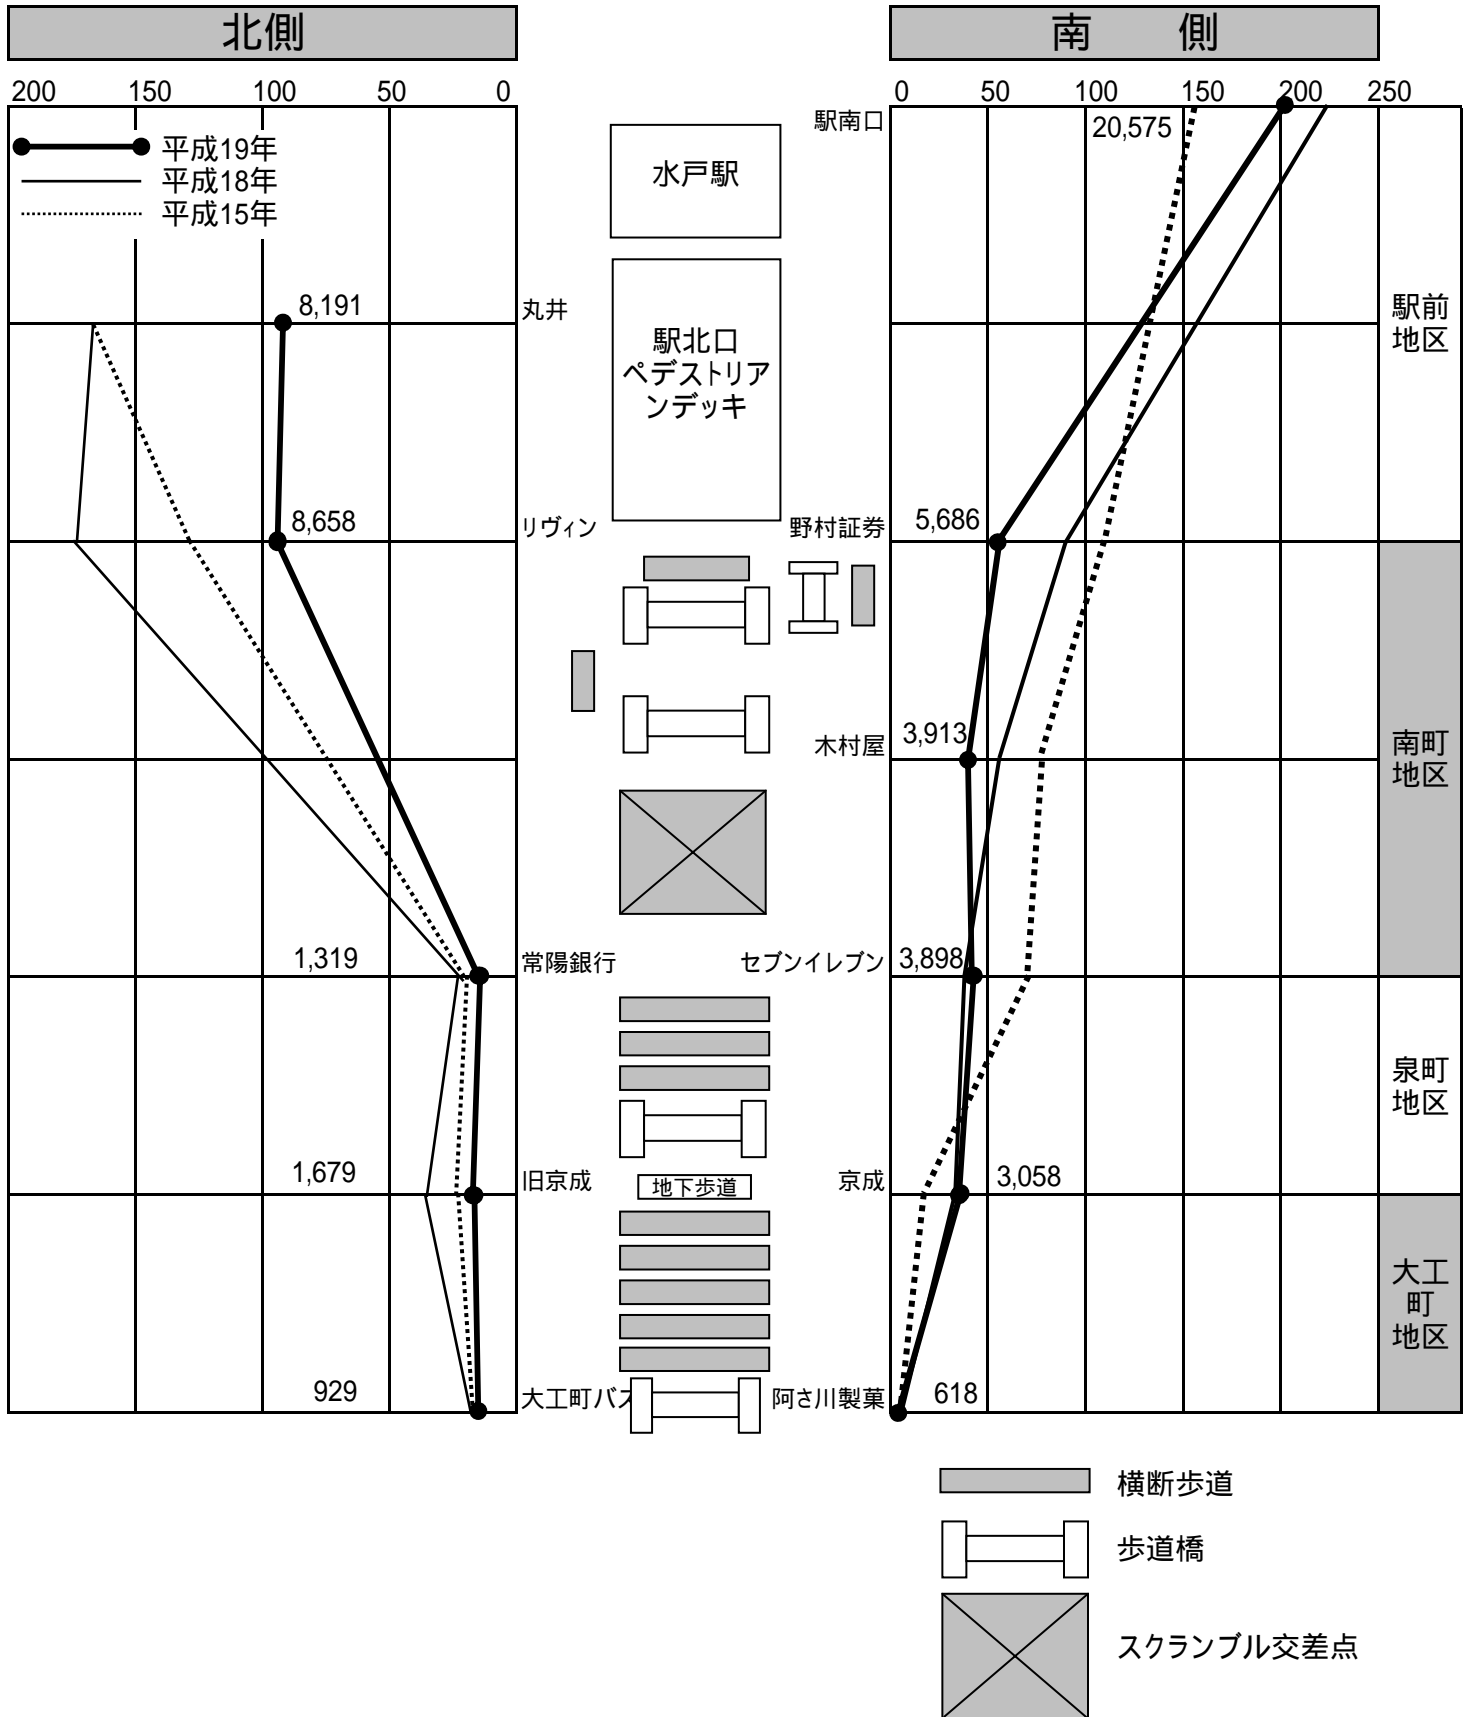 北側
南 側
200 150 100 50 0
0 50 100 150 200 250
平成19年
平成18年
平成15年
駅南口
20,575
水戸駅
8,191
丸井
駅北口
ペデストリア
ンデッキ
駅前
地区
8,658
リヴィン
野村証券
5,686
木村屋
3,913
南町
地区
1,319
常陽銀行
セブンイレブン
3,898
泉町
地区
1,679
旧京成
地下歩道
京成
3,058
大工
町
地区
929
大工町バス
阿さ川製菓
618
横断歩道
歩道橋
スクランブル交差点